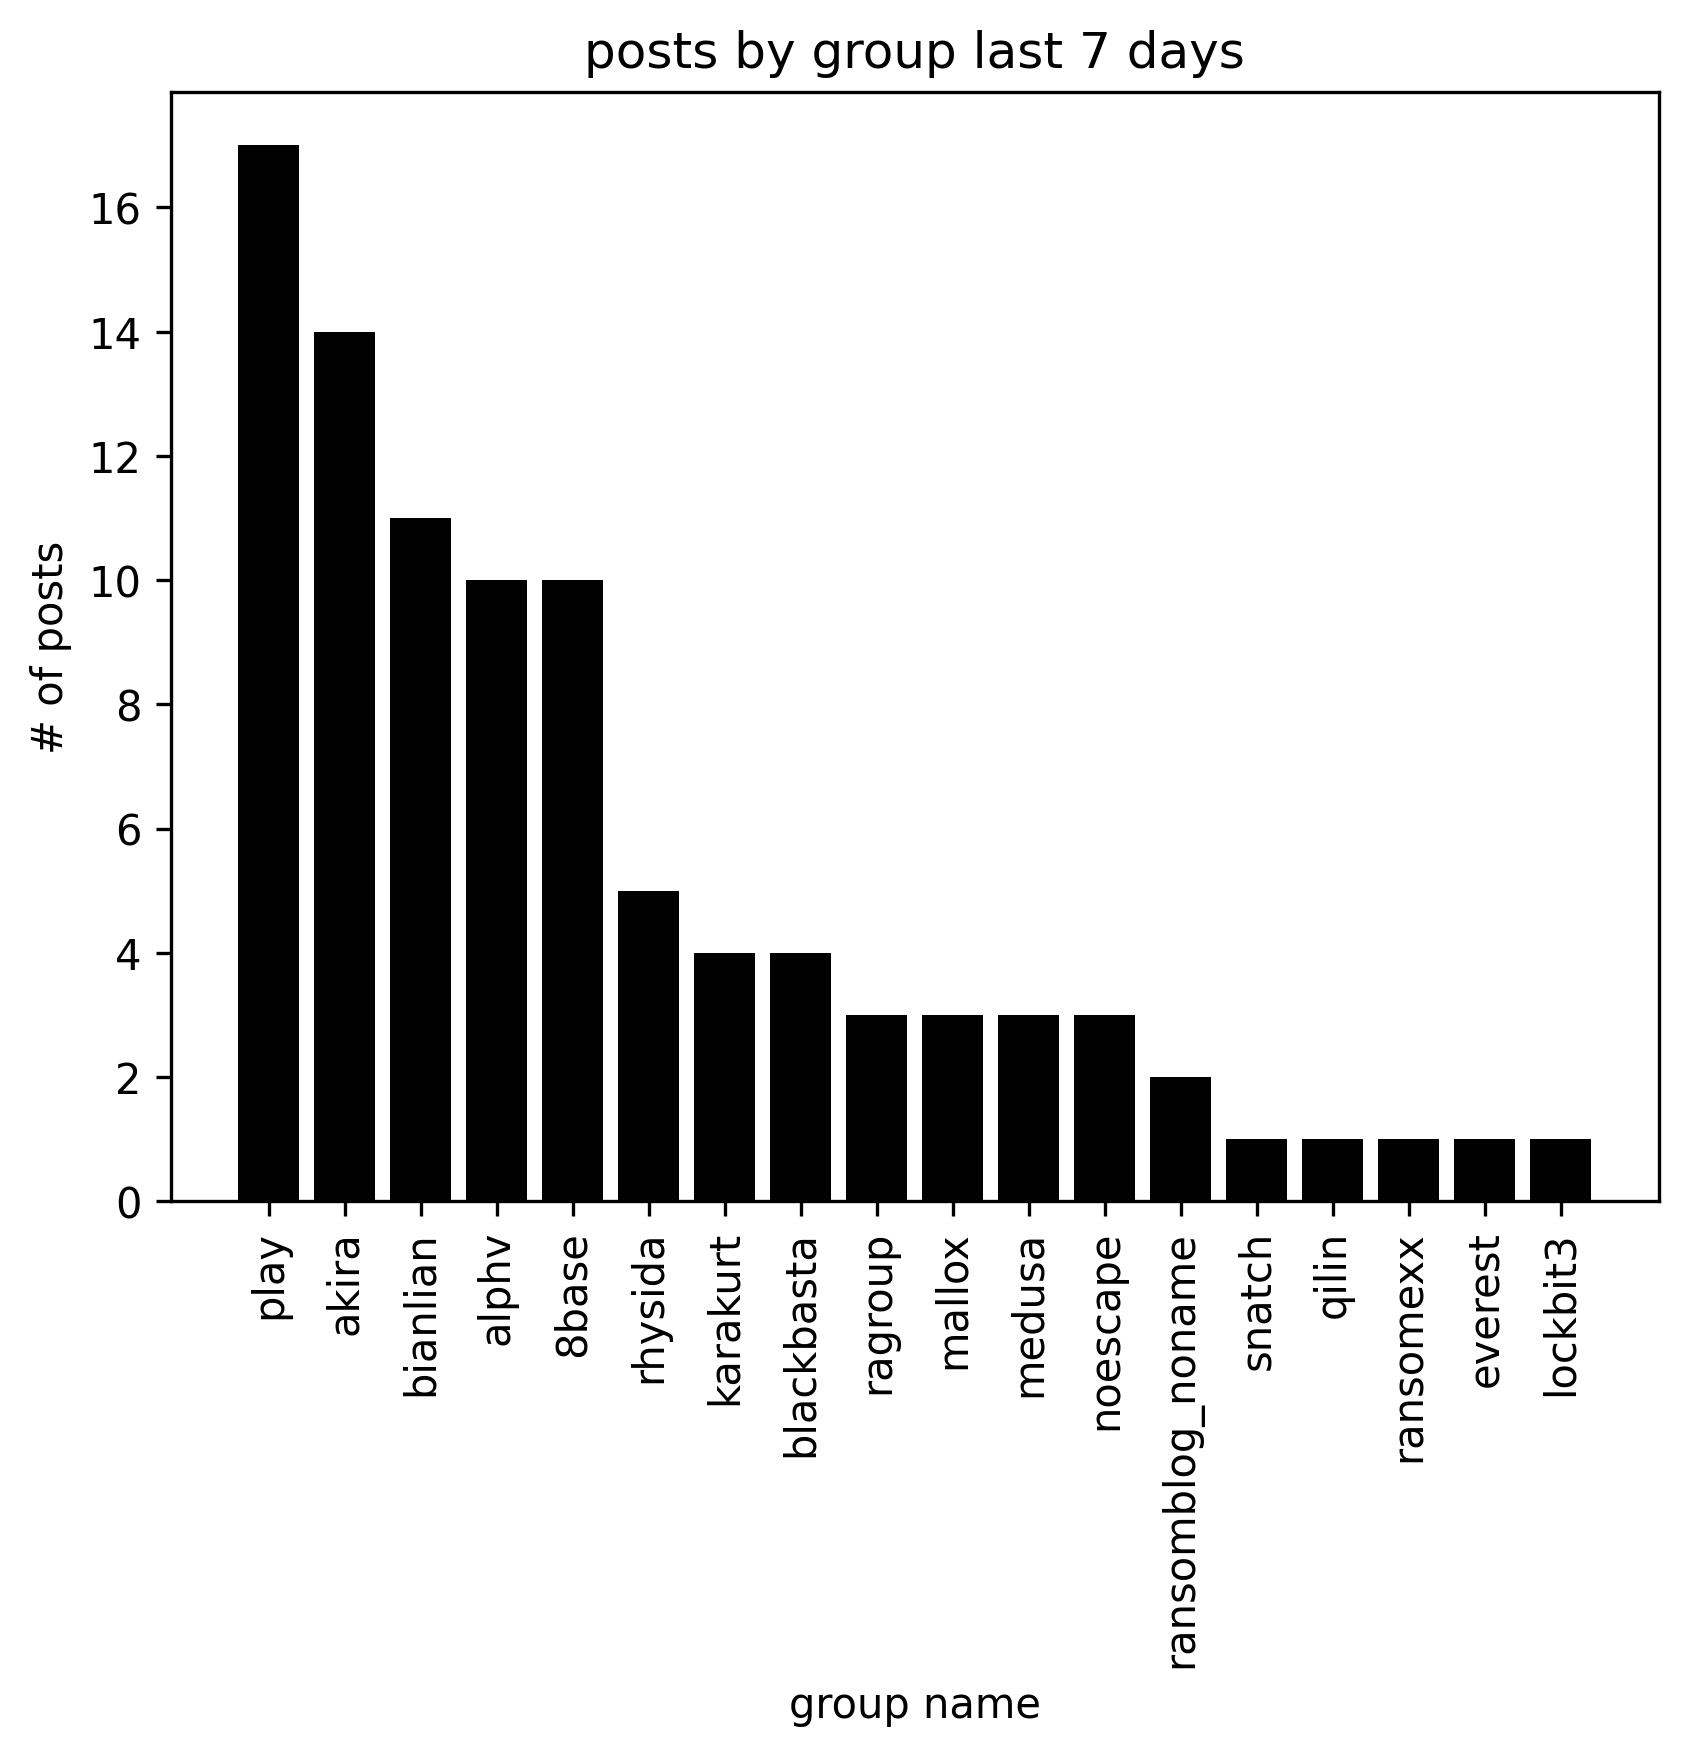 posts by group last 7 days
# of posts
16
14
12
10
8
6
4
2
0
play
akira
bianlian
alphv
8base
rhysida
karakurt
blackbasta
ragroup
mallox
medusa
noescape
ransomblog_noname
snatch
qilin
ransomexx
everest
lockbit3
group name